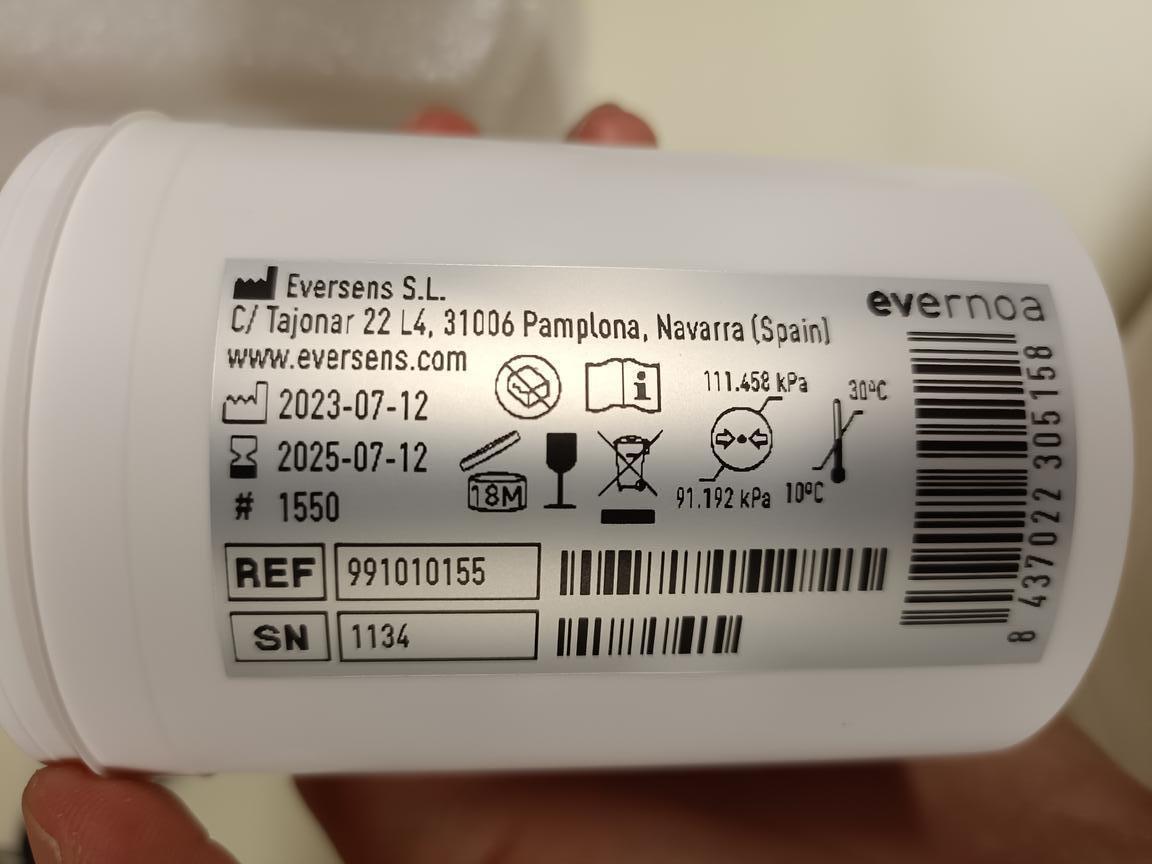 Eversens S.L.
C/ Tajonar 22 L4, 31006 Pamplona, Navarra (Spain)
www.eversens.com
2023-07-12
2025-07-12
# 1550
18M
111.458 kPa
91.192 kPa
30ºC
10ºC
REF 991010155
SN 1134
evernoa
8 437022 305158